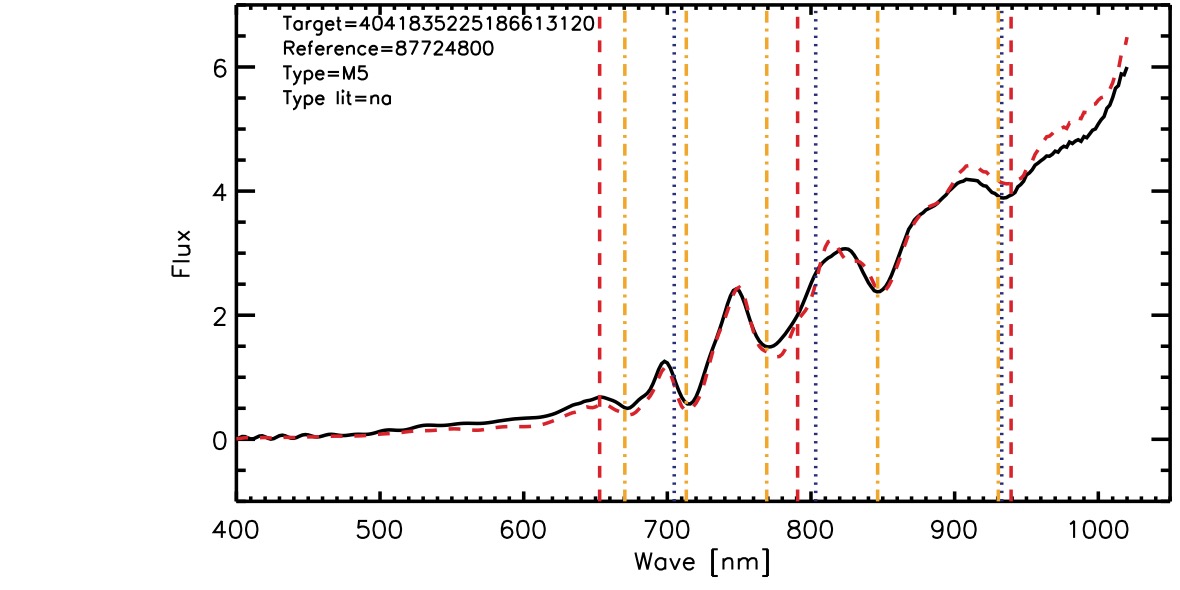 Target=4041835225186613120
Reference=87724800
Type=M5
Type lit=na
6
4
2
0
Flux
400 500 600 700 800 900 1000
Wave [nm]